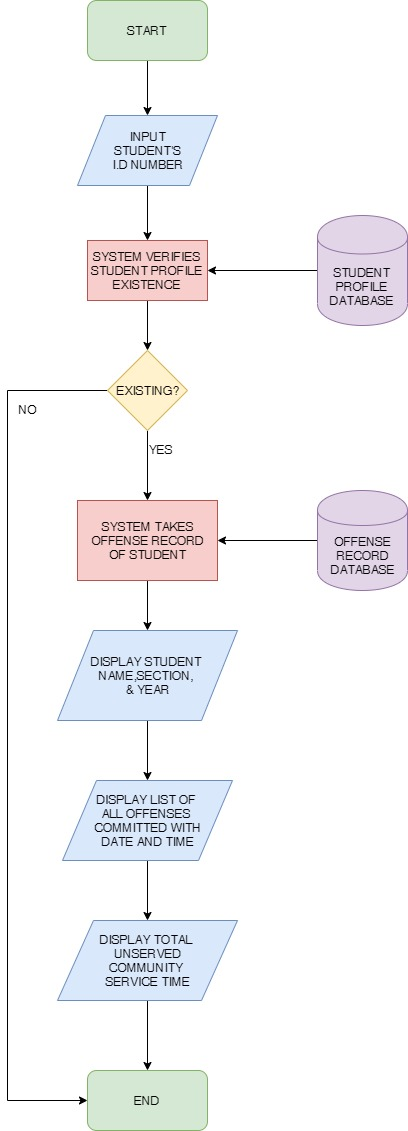 START
INPUT
STUDENT'S
I.D NUMBER
SYSTEM VERIFIES
STUDENT PROFILE
EXISTENCE
STUDENT
PROFILE
DATABASE
EXISTING?
NO
YES
SYSTEM TAKES
OFFENSE RECORD
OF STUDENT
OFFENSE
RECORD
DATABASE
DISPLAY STUDENT
NAME,SECTION,
& YEAR
DISPLAY LIST OF
ALL OFFENSES
COMMITTED WITH
DATE AND TIME
DISPLAY TOTAL
UNSERVED
COMMUNITY
SERVICE TIME
END